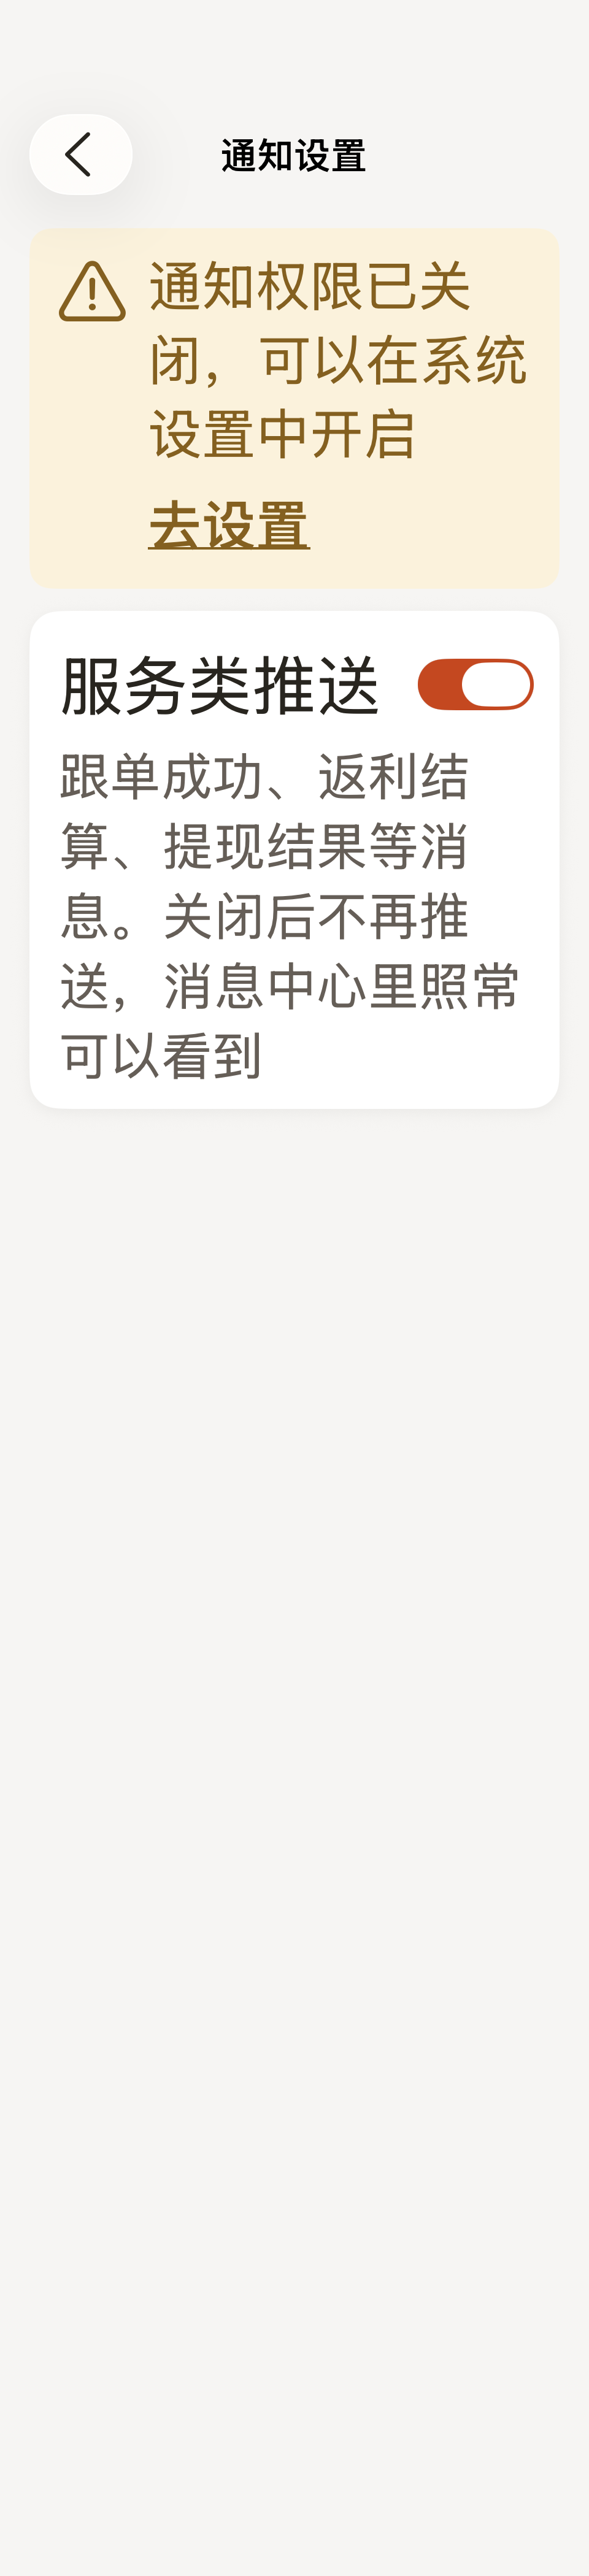 通知设置
通知权限已关
闭，可以在系统
设置中开启
去设置
服务类推送
跟单成功、返利结
算、提现结果等消
息。关闭后不再推
送，消息中心里照常
可以看到